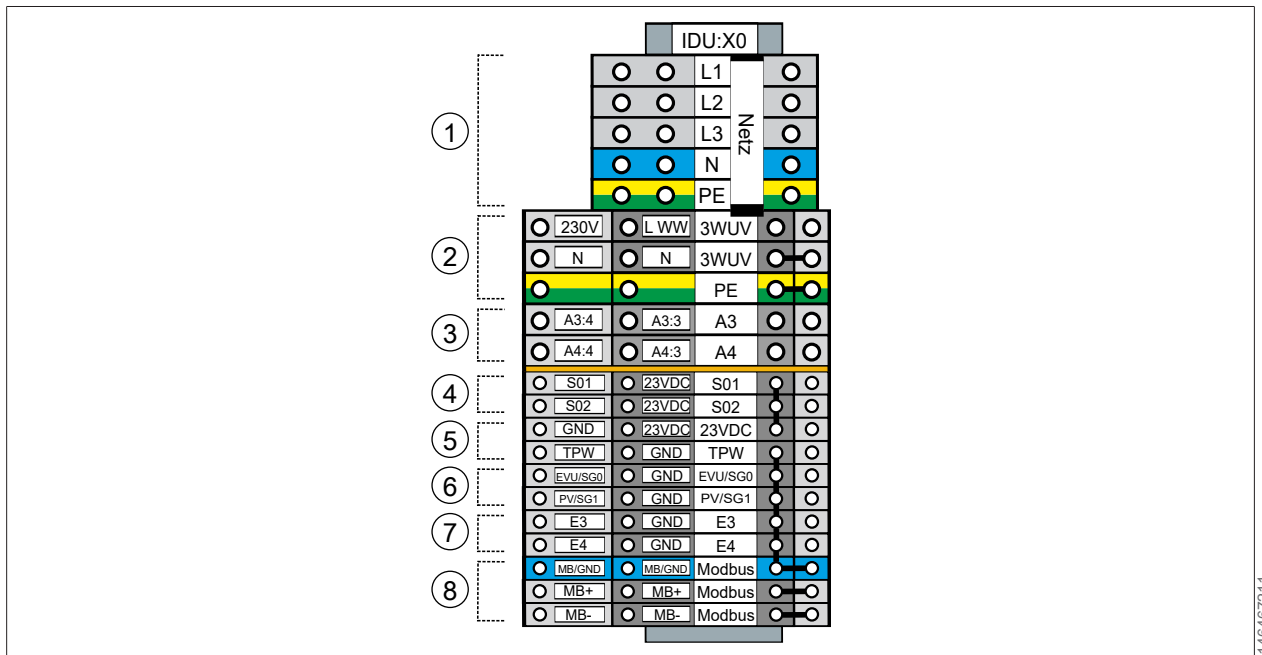 IDU:X0
L1
L2
L3
N
PE
Netz
1
230V L WW 3WUV
N N 3WUV
PE
2
A3:4 A3:3 A3
A4:4 A4:3 A4
3
S01 23VDC S01
S02 23VDC S02
4
GND 23VDC 23VDC
TPW GND TPW
5
EVU/SG0 GND EVU/SG0
PV/SG1 GND PV/SG1
6
E3 GND E3
E4 GND E4
7
MB/GND MB/GND Modbus
MB+ MB+ Modbus
MB- MB- Modbus
8